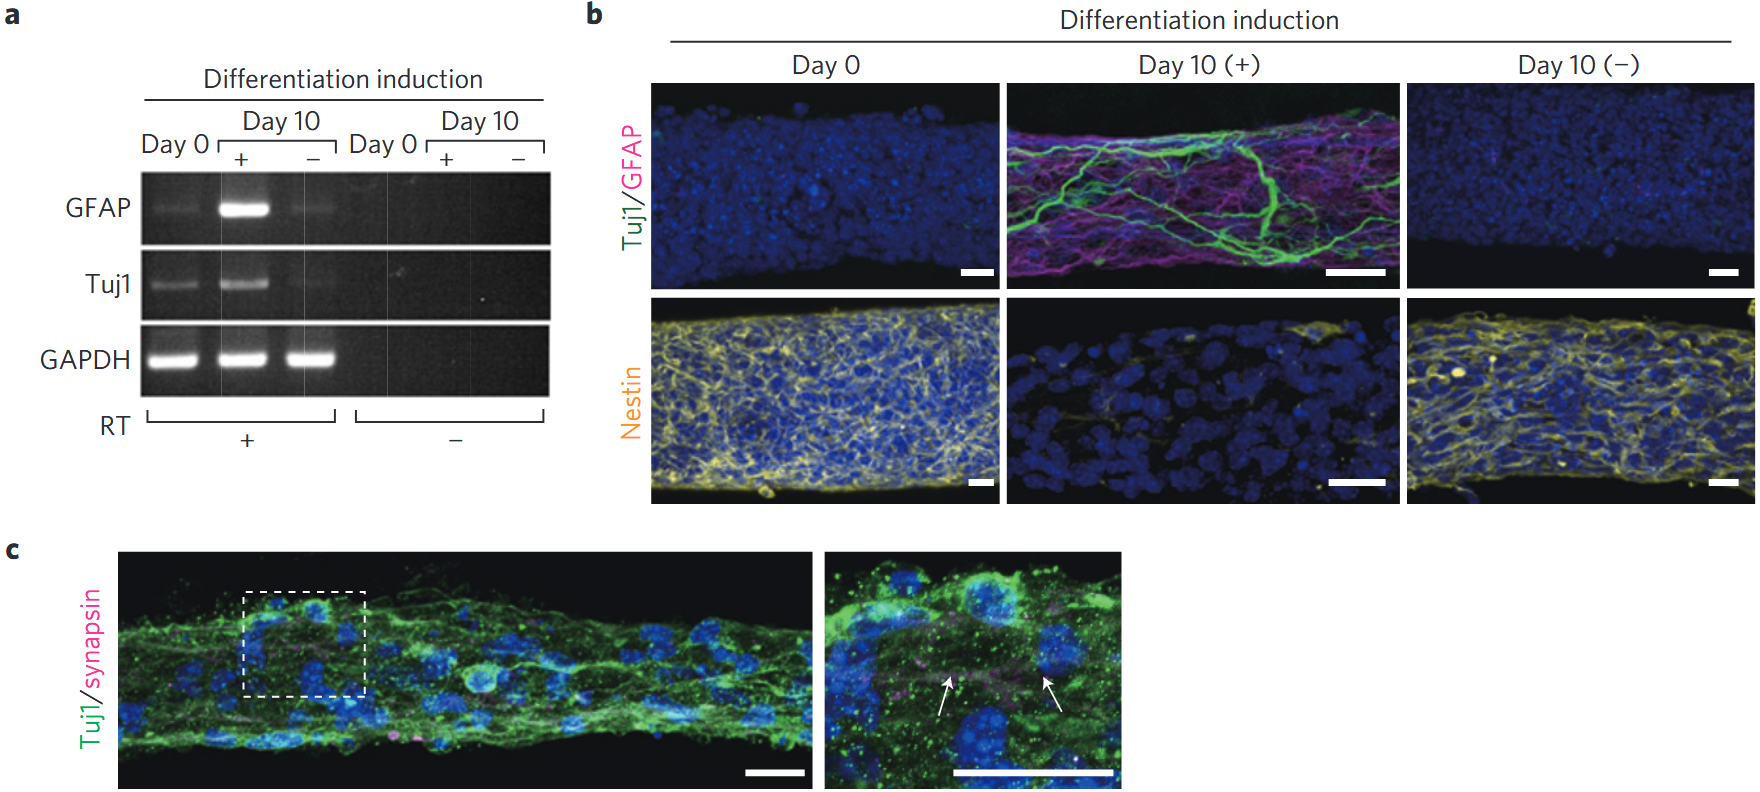 a
Differentiation induction
Day 10
Day 0 + − Day 0 + −
Day 10
GFAP
Tuj1
GAPDH
RT
+ −
b
Differentiation induction
Day 0 Day 10 (+) Day 10 (−)
Tuj1/GFAP
Nestin
c
Tuj1/synapsin